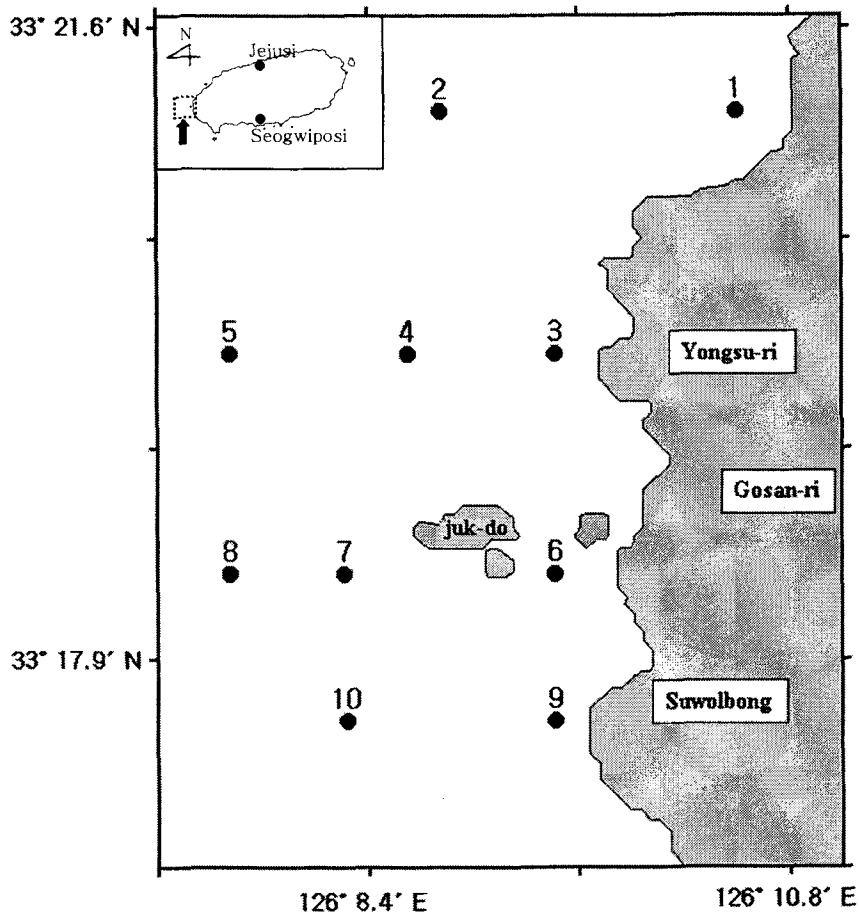 33° 21.6′ N
N
Jejusi
Seogwiposi
2
1
5
4
3
Yongsu-ri
Gosan-ri
juk-do
8
7
6
33° 17.9′ N
Suwolbong
10
9
126° 8.4′ E
126° 10.8′ E